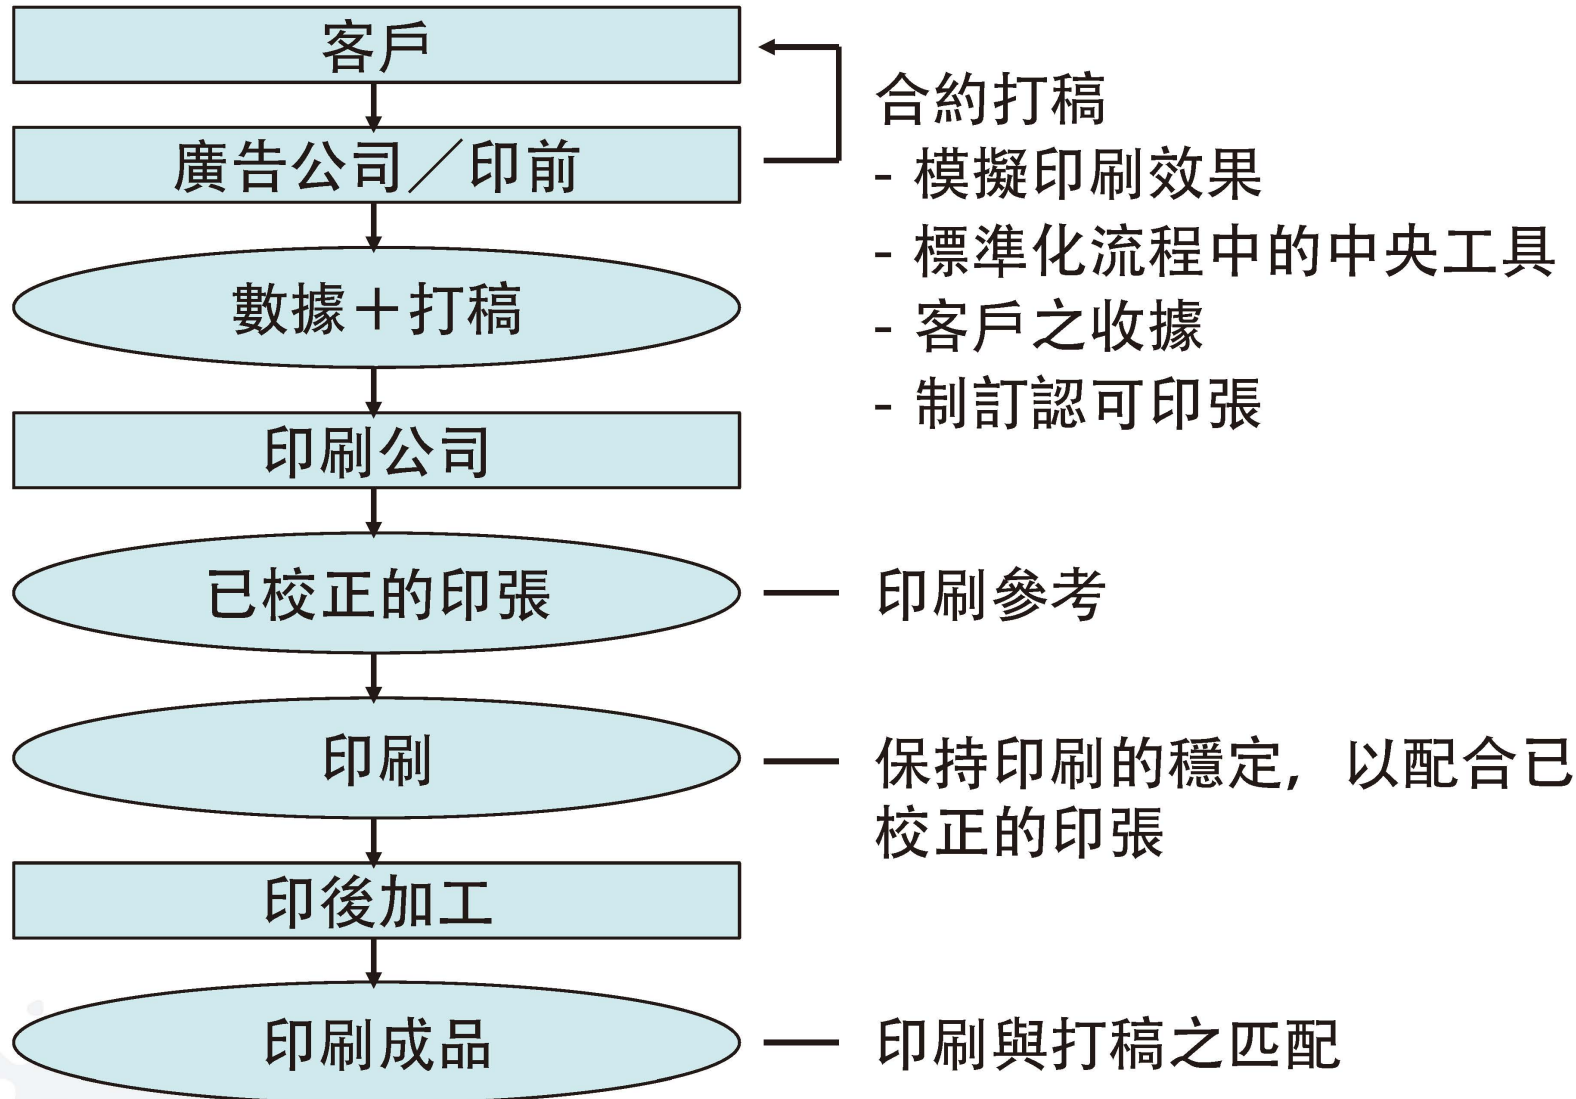 客戶
廣告公司／印前
合約打稿
- 模擬印刷效果
- 標準化流程中的中央工具
- 客戶之收據
- 制訂認可印張
數據＋打稿
印刷公司
已校正的印張
印刷參考
印刷
保持印刷的穩定，以配合已
校正的印張
印後加工
印刷成品
印刷與打稿之匹配